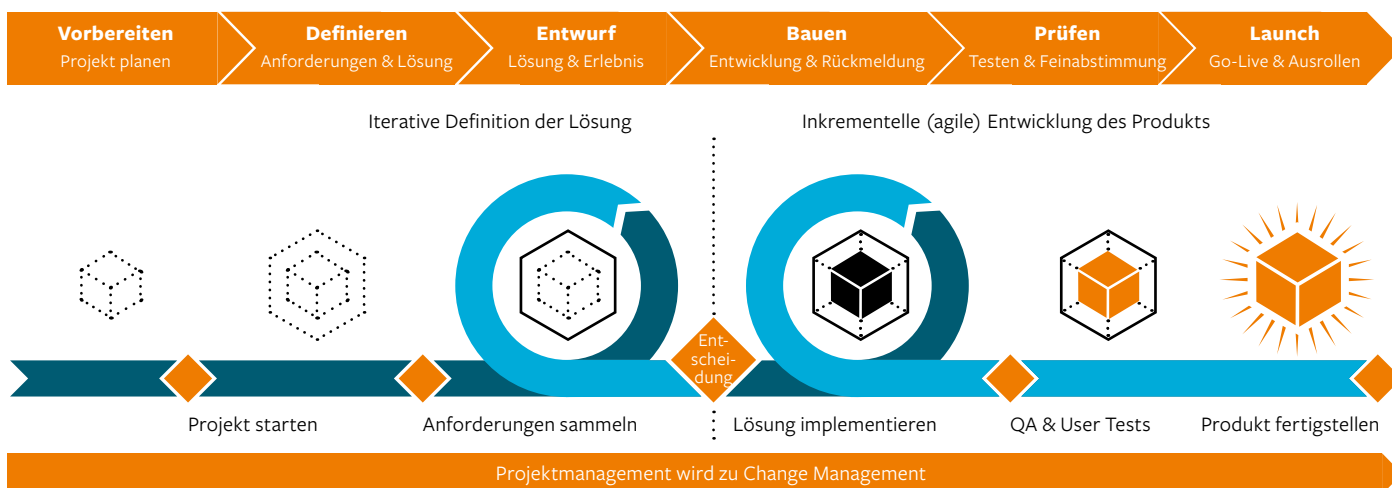 Vorbereiten
Projekt planen
Definieren
Anforderungen & Lösung
Entwurf
Lösung & Erlebnis
Bauen
Entwicklung & Rückmeldung
Prüfen
Testen & Feinabstimmung
Launch
Go-Live & Ausrollen
Iterative Definition der Lösung
Inkrementelle (agile) Entwicklung des Produkts
Ent-
schei-
dung
Projekt starten
Anforderungen sammeln
Lösung implementieren
QA & User Tests
Produkt fertigstellen
Projektmanagement wird zu Change Management